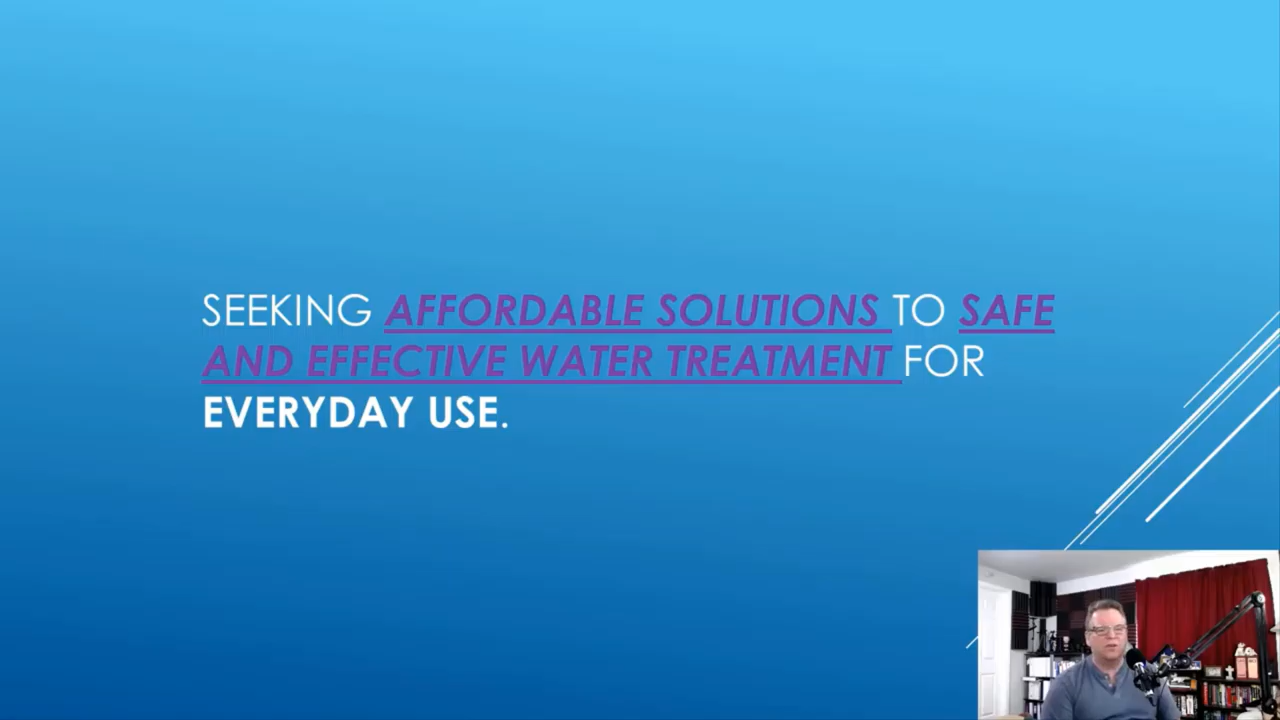 SEEKING AFFORDABLE SOLUTIONS TO SAFE
AND EFFECTIVE WATER TREATMENT FOR
EVERYDAY USE.